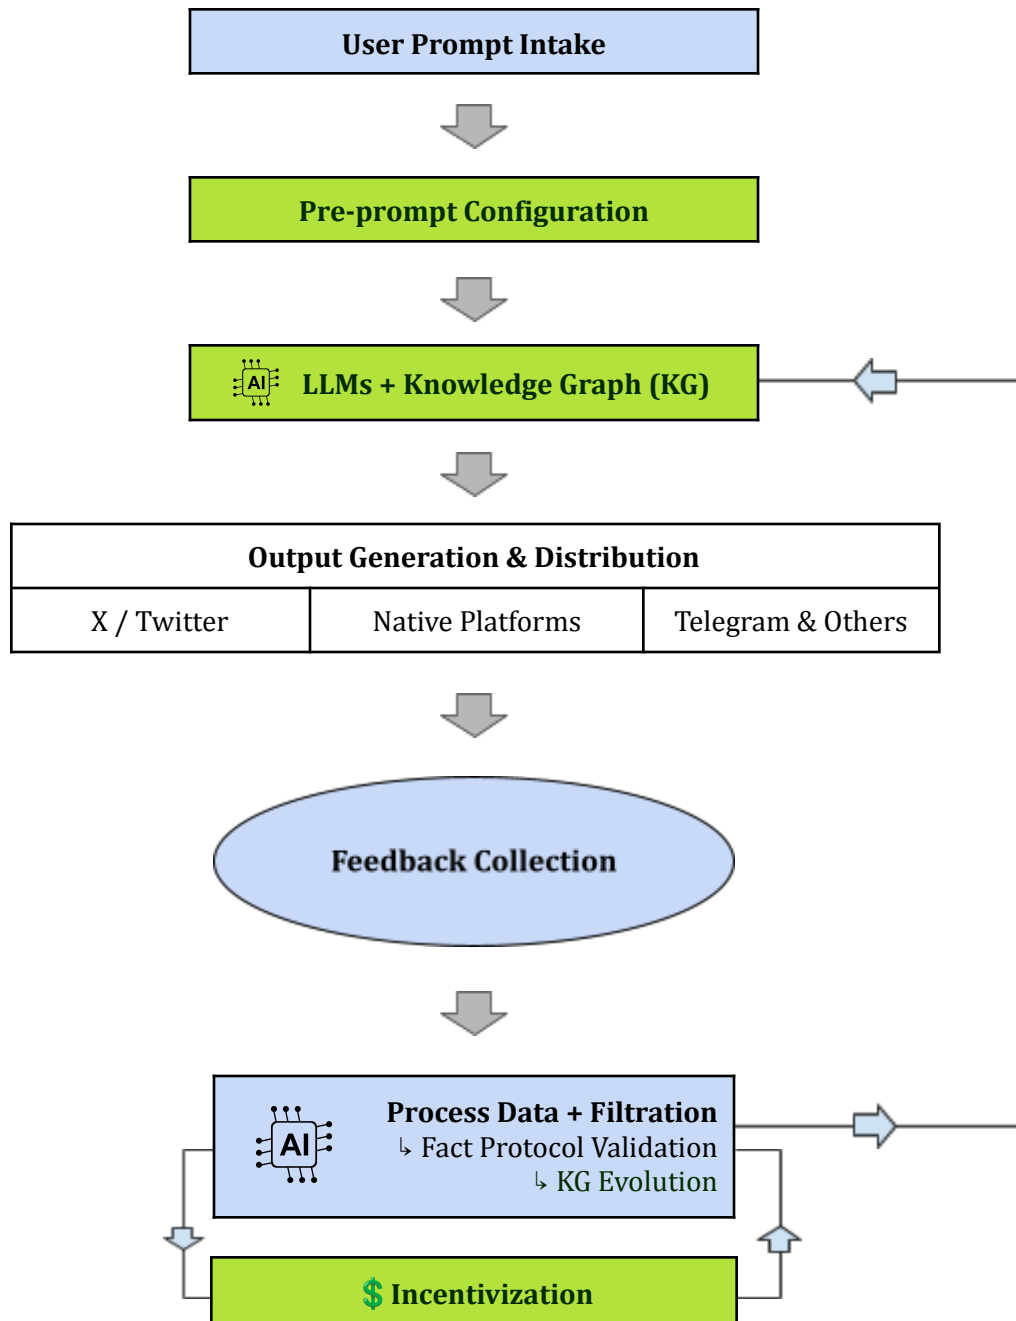 User Prompt Intake
Pre-prompt Configuration
AI
LLMs + Knowledge Graph (KG)
Output Generation & Distribution
X / Twitter
Native Platforms
Telegram & Others
Feedback Collection
AI
Process Data + Filtration
↳ Fact Protocol Validation
↳ KG Evolution
$ Incentivization